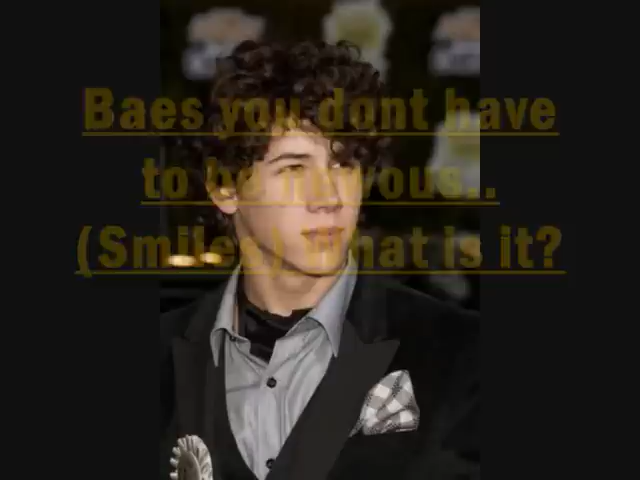 Baes you dont have
to be nervous..
(Smiles) What is it?